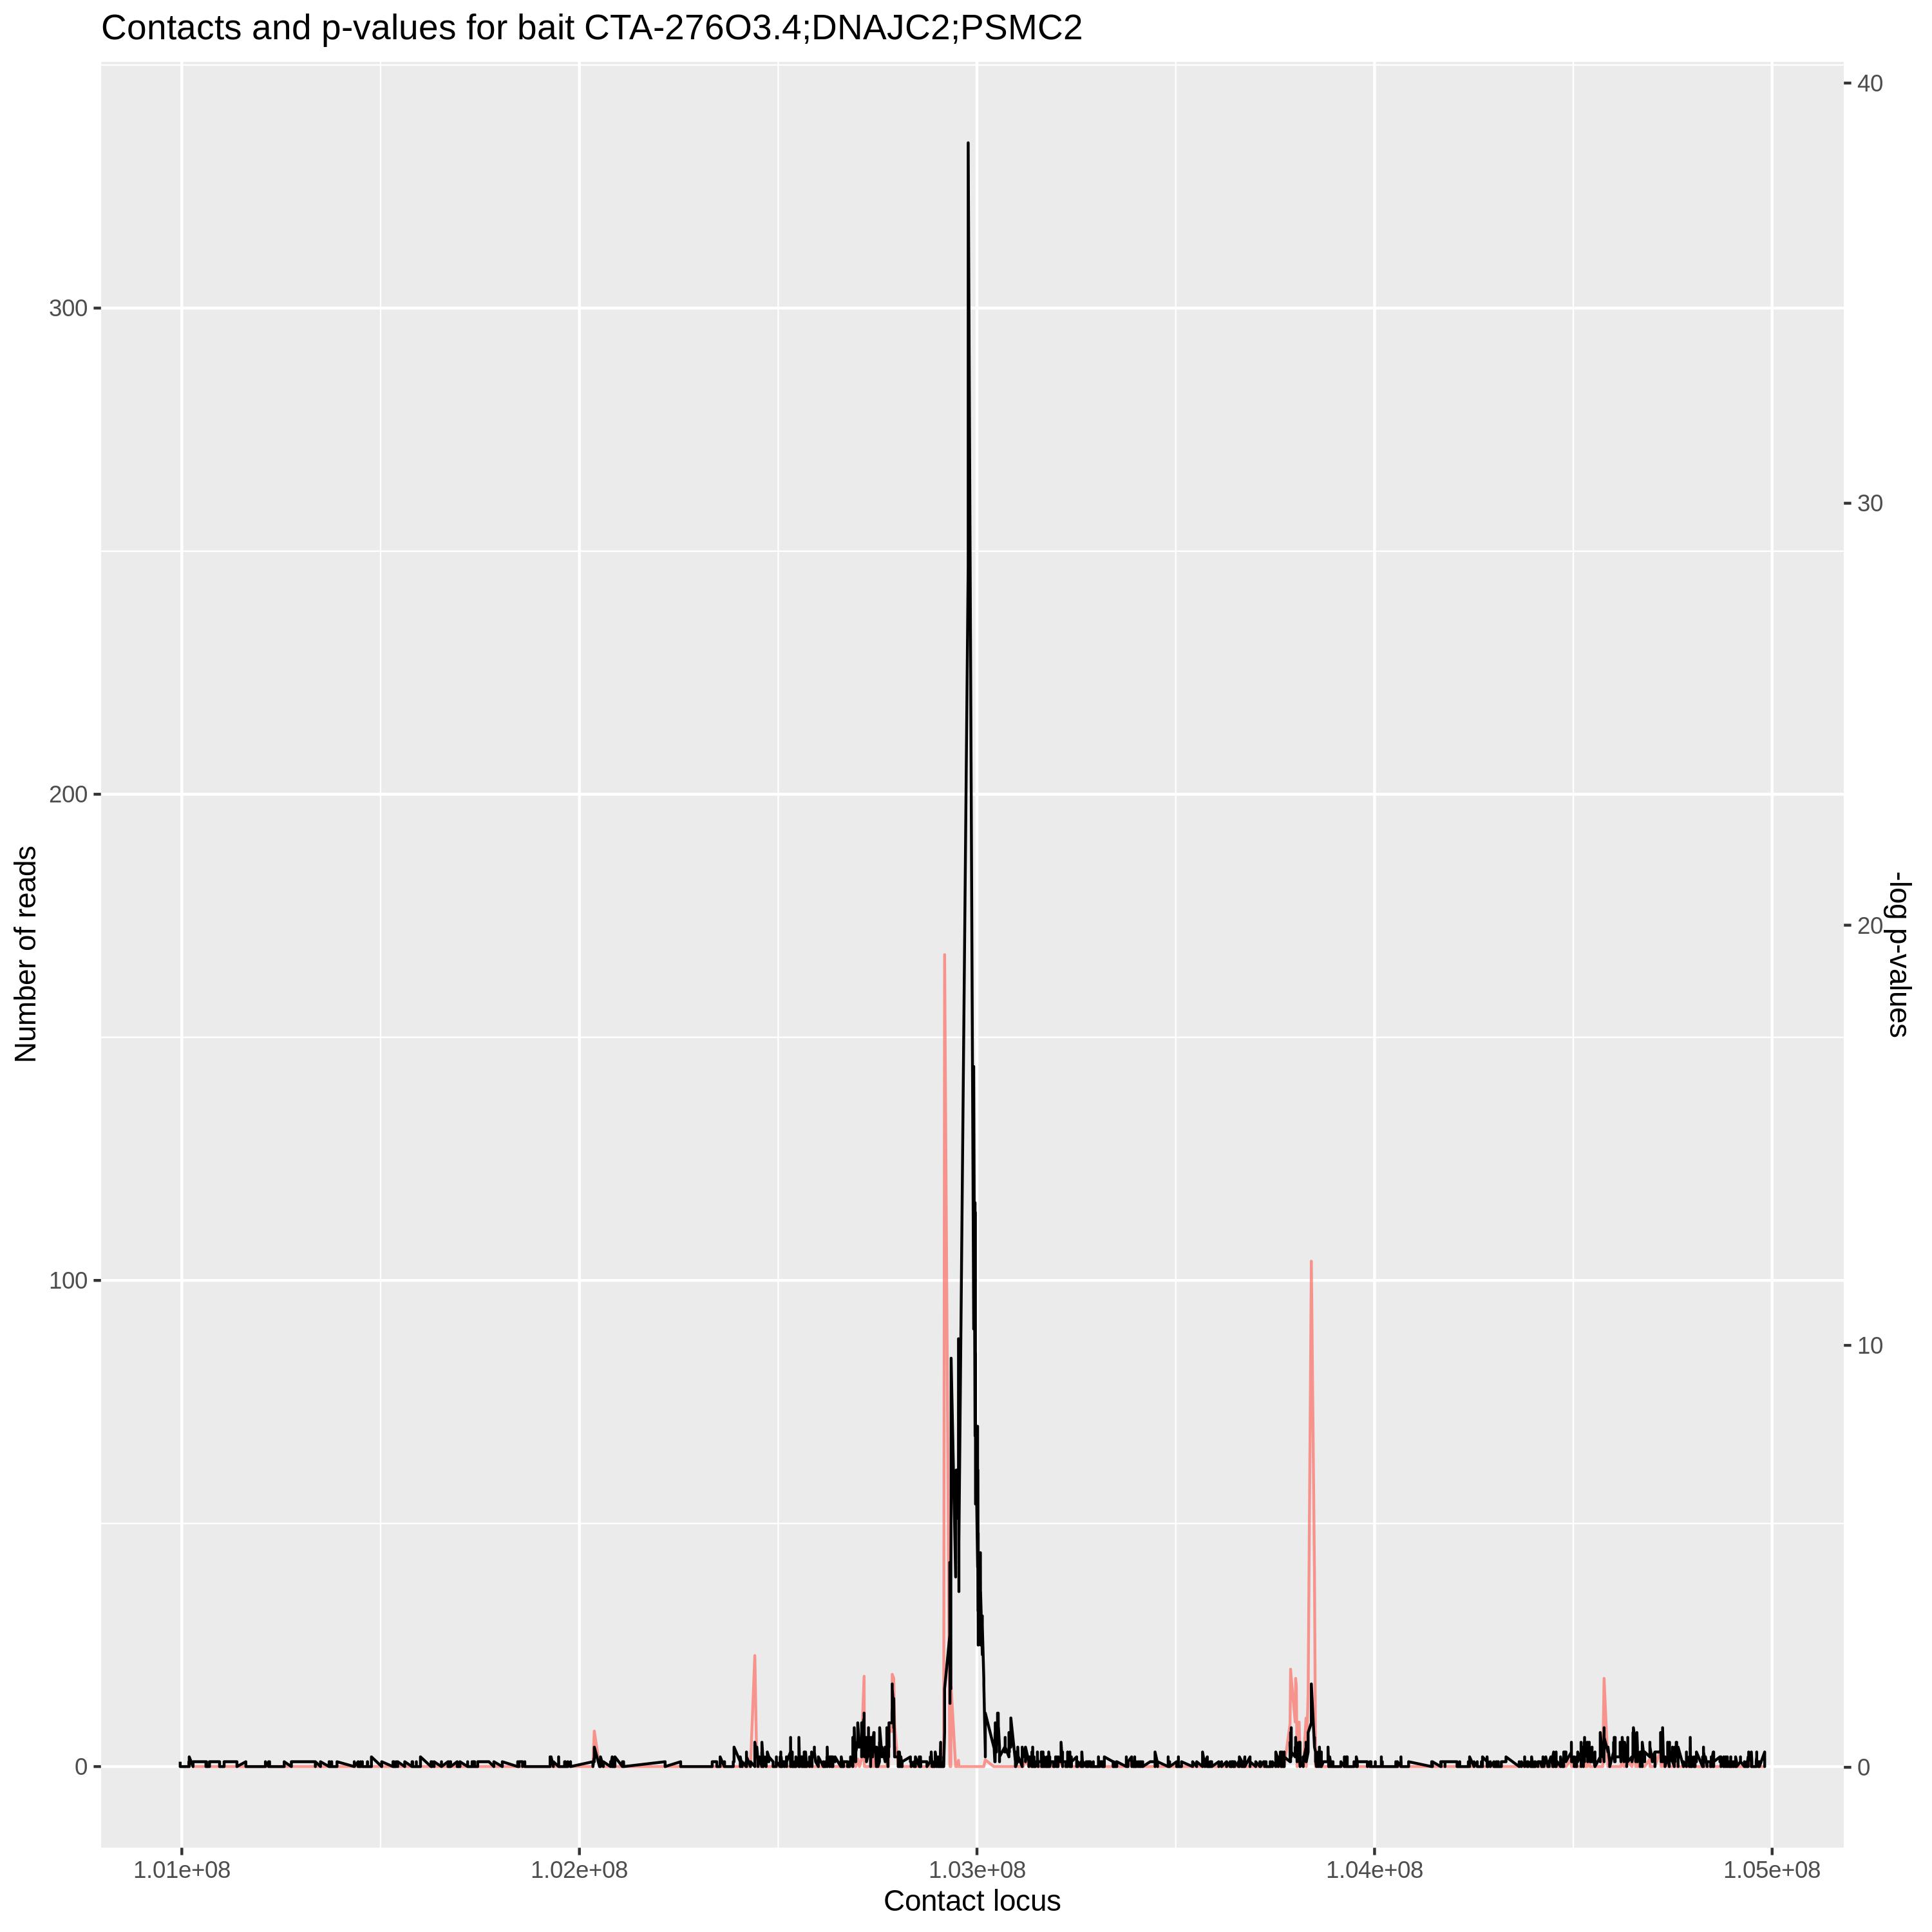 Contacts and p-values for bait CTA-276O3.4;DNAJC2;PSMC2
Number of reads
300
200
100
0
40
30
20
10
0
-log p-values
1.01e+08
1.02e+08
1.03e+08
1.04e+08
1.05e+08
Contact locus